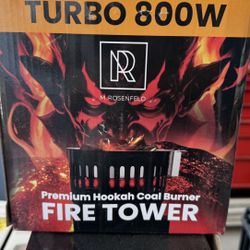 TURBO 800W
R
M·ROSENFELD
Premium Hookah Coal Burner
FIRE TOWER